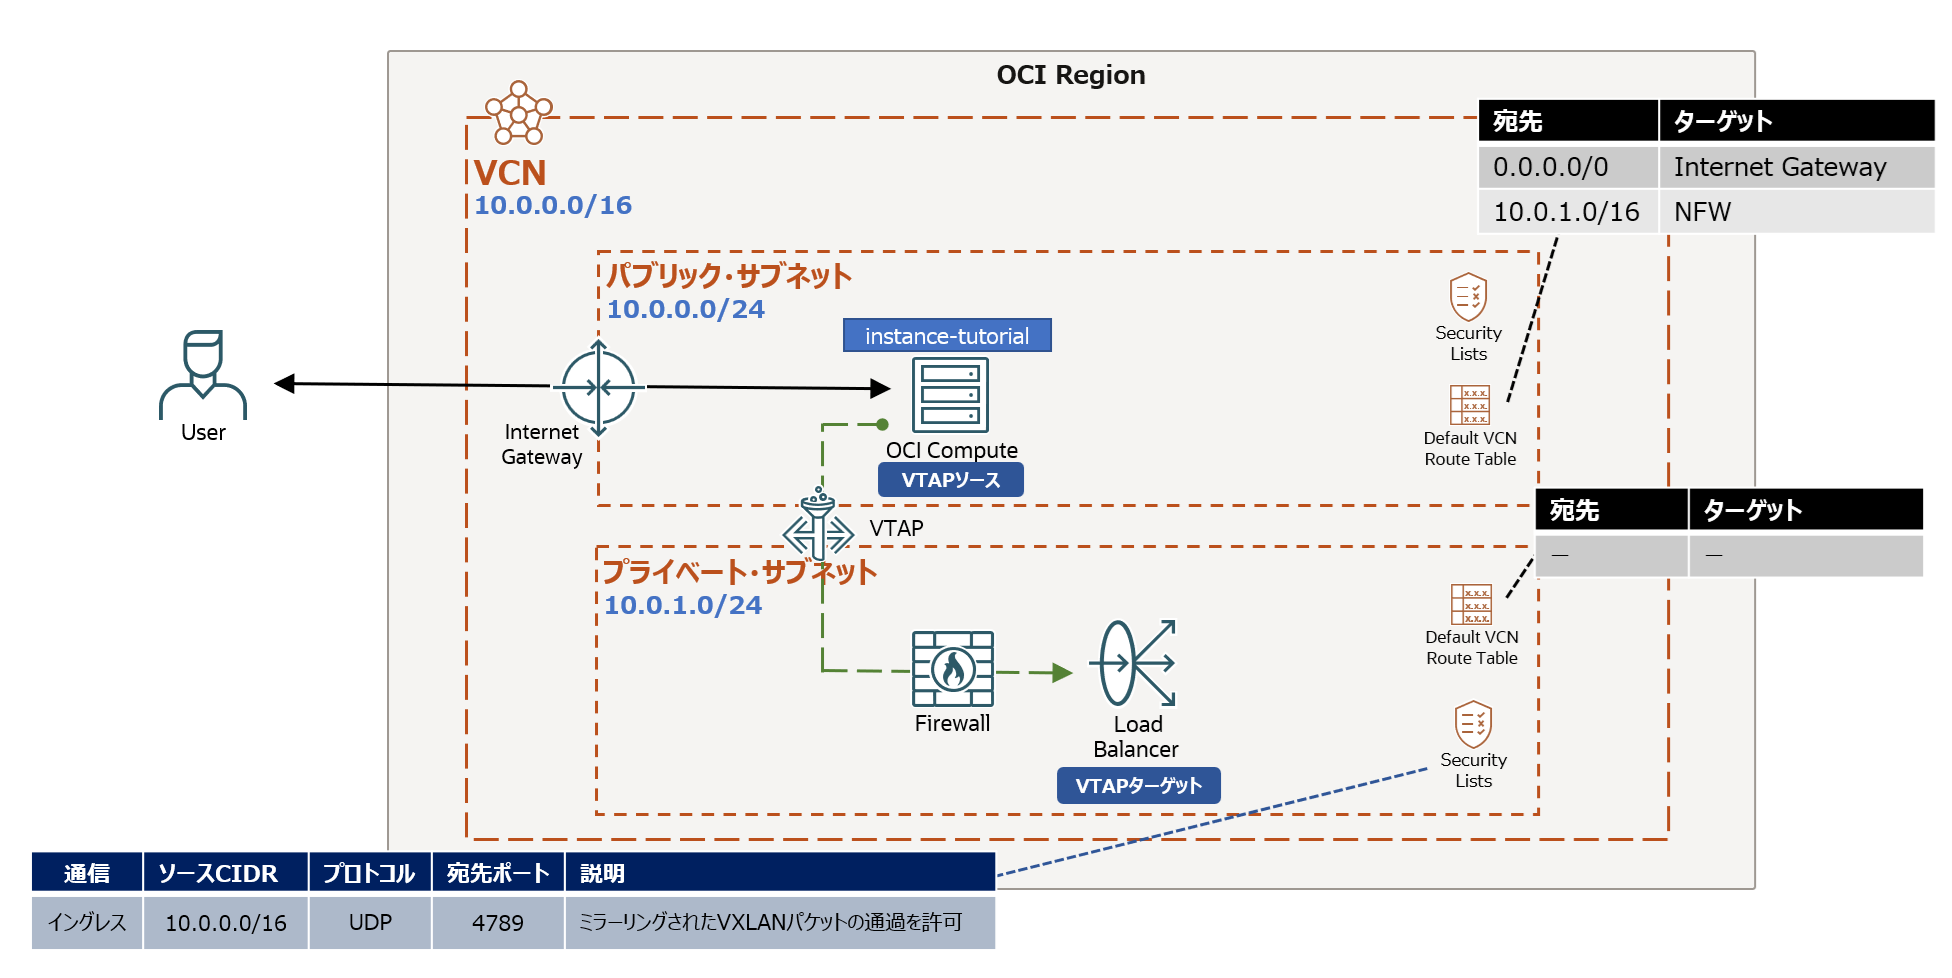 OCI Region
VCN
10.0.0.0/16
宛先 ターゲット
0.0.0.0/0 Internet Gateway
10.0.1.0/16 NFW
パブリック・サブネット
10.0.0.0/24
instance-tutorial
Security
Lists
User
Internet
Gateway
OCI Compute
VTAPソース
x.x.x.
x.x.x.
x.x.x.
Default VCN
Route Table
VTAP
宛先 ターゲット
— —
プライベート・サブネット
10.0.1.0/24
x.x.x.
x.x.x.
x.x.x.
Default VCN
Route Table
Firewall
Load
Balancer
VTAPターゲット
Security
Lists
通信 ソースCIDR プロトコル 宛先ポート 説明
イングレス 10.0.0.0/16 UDP 4789 ミラーリングされたVXLANパケットの通過を許可